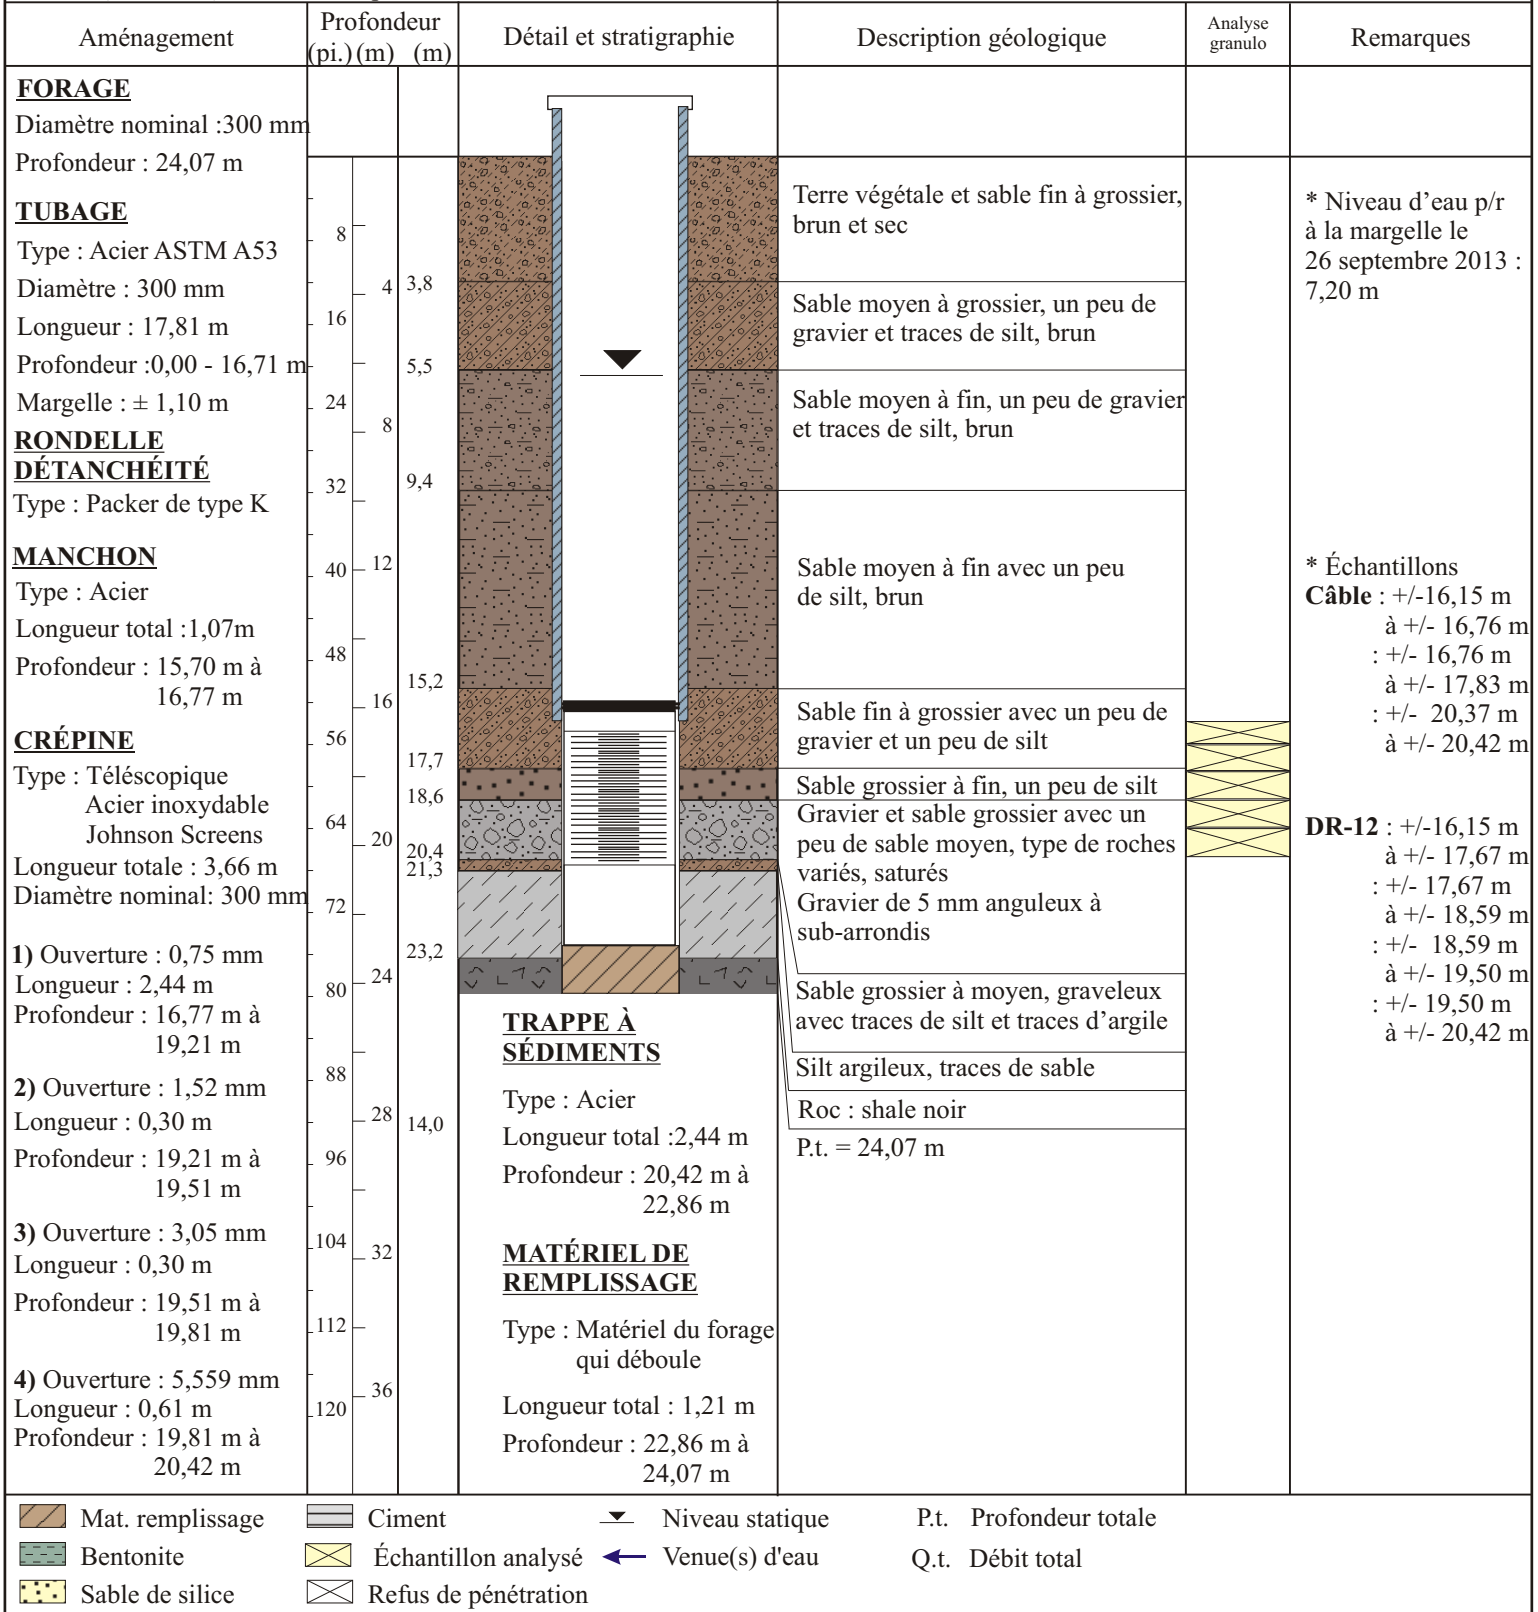 Aménagement
Profondeur
(pi.) (m) (m)
Détail et stratigraphie
Description géologique
Analyse
granulo
Remarques
FORAGE
Diamètre nominal :300 mm
Profondeur : 24,07 m
TUBAGE
Type : Acier ASTM A53
Diamètre : 300 mm
Longueur : 17,81 m
Profondeur :0,00 - 16,71 m
Margelle : ± 1,10 m
RONDELLE
DÉTANCHÉITÉ
Type : Packer de type K
MANCHON
Type : Acier
Longueur total :1,07m
Profondeur : 15,70 m à
16,77 m
CRÉPINE
Type : Téléscopique
Acier inoxydable
Johnson Screens
Longueur totale : 3,66 m
Diamètre nominal: 300 mm
1) Ouverture : 0,75 mm
Longueur : 2,44 m
Profondeur : 16,77 m à
19,21 m
2) Ouverture : 1,52 mm
Longueur : 0,30 m
Profondeur : 19,21 m à
19,51 m
3) Ouverture : 3,05 mm
Longueur : 0,30 m
Profondeur : 19,51 m à
19,81 m
4) Ouverture : 5,559 mm
Longueur : 0,61 m
Profondeur : 19,81 m à
20,42 m
8
16
24
32
40
48
56
64
72
80
88
96
104
112
120
4
8
12
16
20
24
28
32
36
3,8
5,5
9,4
15,2
17,7
18,6
20,4
21,3
23,2
14,0
TRAPPE À
SÉDIMENTS
Type : Acier
Longueur total :2,44 m
Profondeur : 20,42 m à
22,86 m
MATÉRIEL DE
REMPLISSAGE
Type : Matériel du forage
qui déboule
Longueur total : 1,21 m
Profondeur : 22,86 m à
24,07 m
Terre végétale et sable fin à grossier,
brun et sec
Sable moyen à grossier, un peu de
gravier et traces de silt, brun
Sable moyen à fin, un peu de gravier
et traces de silt, brun
Sable moyen à fin avec un peu
de silt, brun
Sable fin à grossier avec un peu de
gravier et un peu de silt
Sable grossier à fin, un peu de silt
Gravier et sable grossier avec un
peu de sable moyen, type de roches
variés, saturés
Gravier de 5 mm anguleux à
sub-arrondis
Sable grossier à moyen, graveleux
avec traces de silt et traces d'argile
Silt argileux, traces de sable
Roc : shale noir
P.t. = 24,07 m
* Niveau d'eau p/r
à la margelle le
26 septembre 2013 :
7,20 m
* Échantillons
Câble : +/-16,15 m
à +/- 16,76 m
: +/- 16,76 m
à +/- 17,83 m
: +/- 20,37 m
à +/- 20,42 m
DR-12 : +/-16,15 m
à +/- 17,67 m
: +/- 17,67 m
à +/- 18,59 m
: +/- 18,59 m
à +/- 19,50 m
: +/- 19,50 m
à +/- 20,42 m
Mat. remplissage
Ciment
Niveau statique
P.t. Profondeur totale
Bentonite
Échantillon analysé
Venue(s) d'eau
Q.t. Débit total
Sable de silice
Refus de pénétration